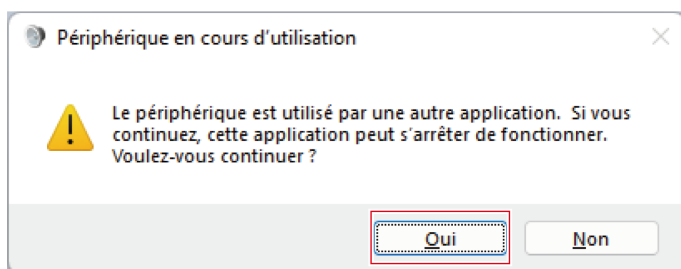 Périphérique en cours d’utilisation
Le périphérique est utilisé par une autre application.  Si vous
continuez, cette application peut s’arrêter de fonctionner.
Voulez-vous continuer ?
Oui
Non